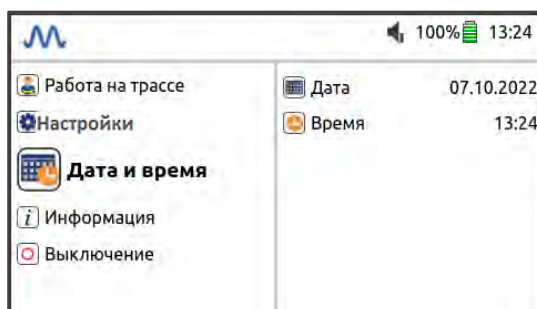 100% 13:24
Работа на трассе
Настройки
Дата и время
i Информация
Выключение
Дата 07.10.2022
Время 13:24